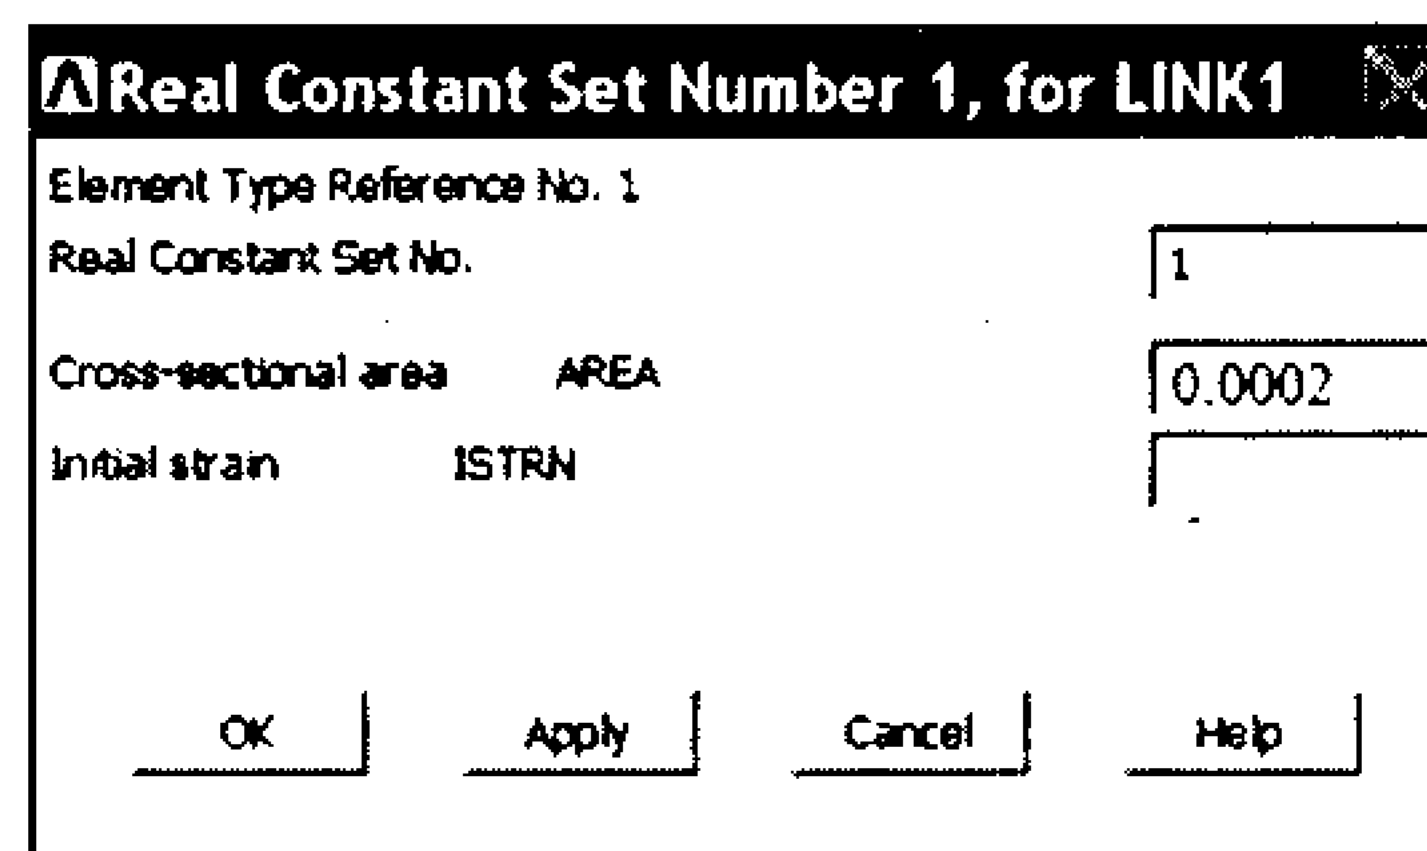 Real Constant Set Number 1, for LINK1
Element Type Reference No. 1
Real Constant Set No. 1
Cross-sectional area AREA 0.0002
Initial strain ISTRN
OK Apply Cancel Help